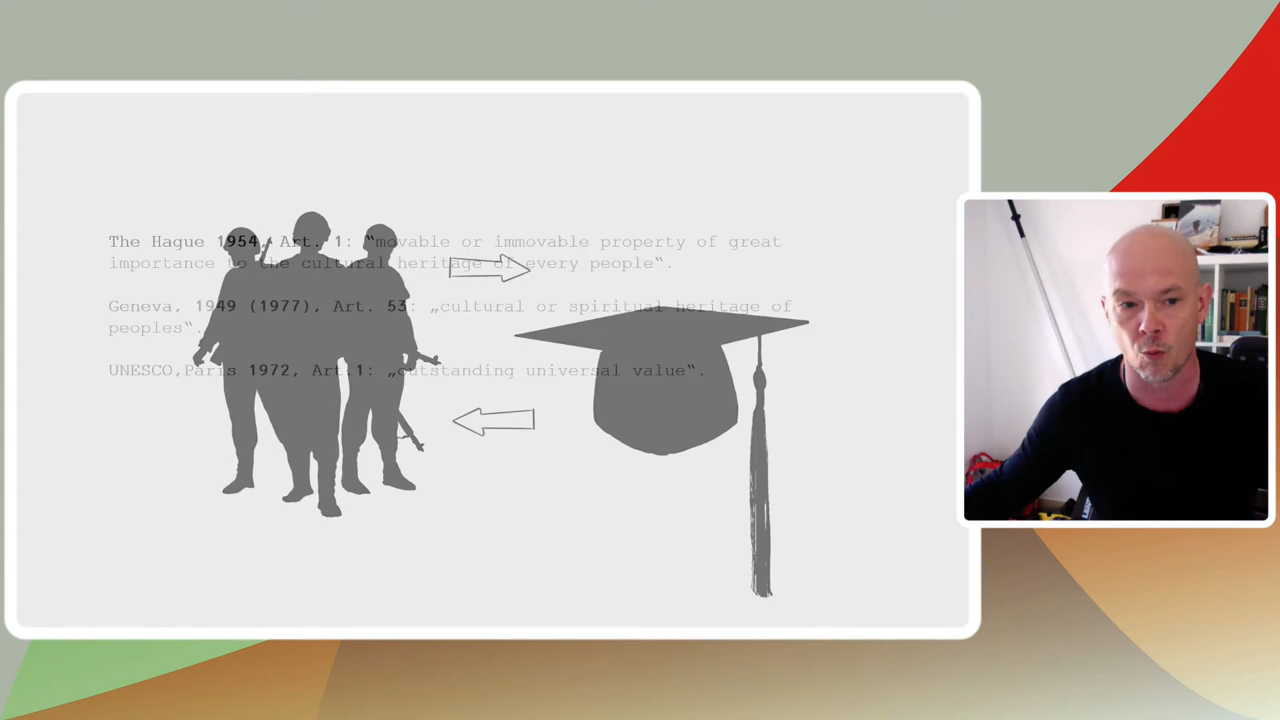 The Hague 1954, Art. 1: “movable or immovable property of great
importance to the cultural heritage of every people“.
Geneva, 1949 (1977), Art. 53: „cultural or spiritual heritage of
peoples“.
UNESCO,Paris 1972, Art.1: „outstanding universal value“.